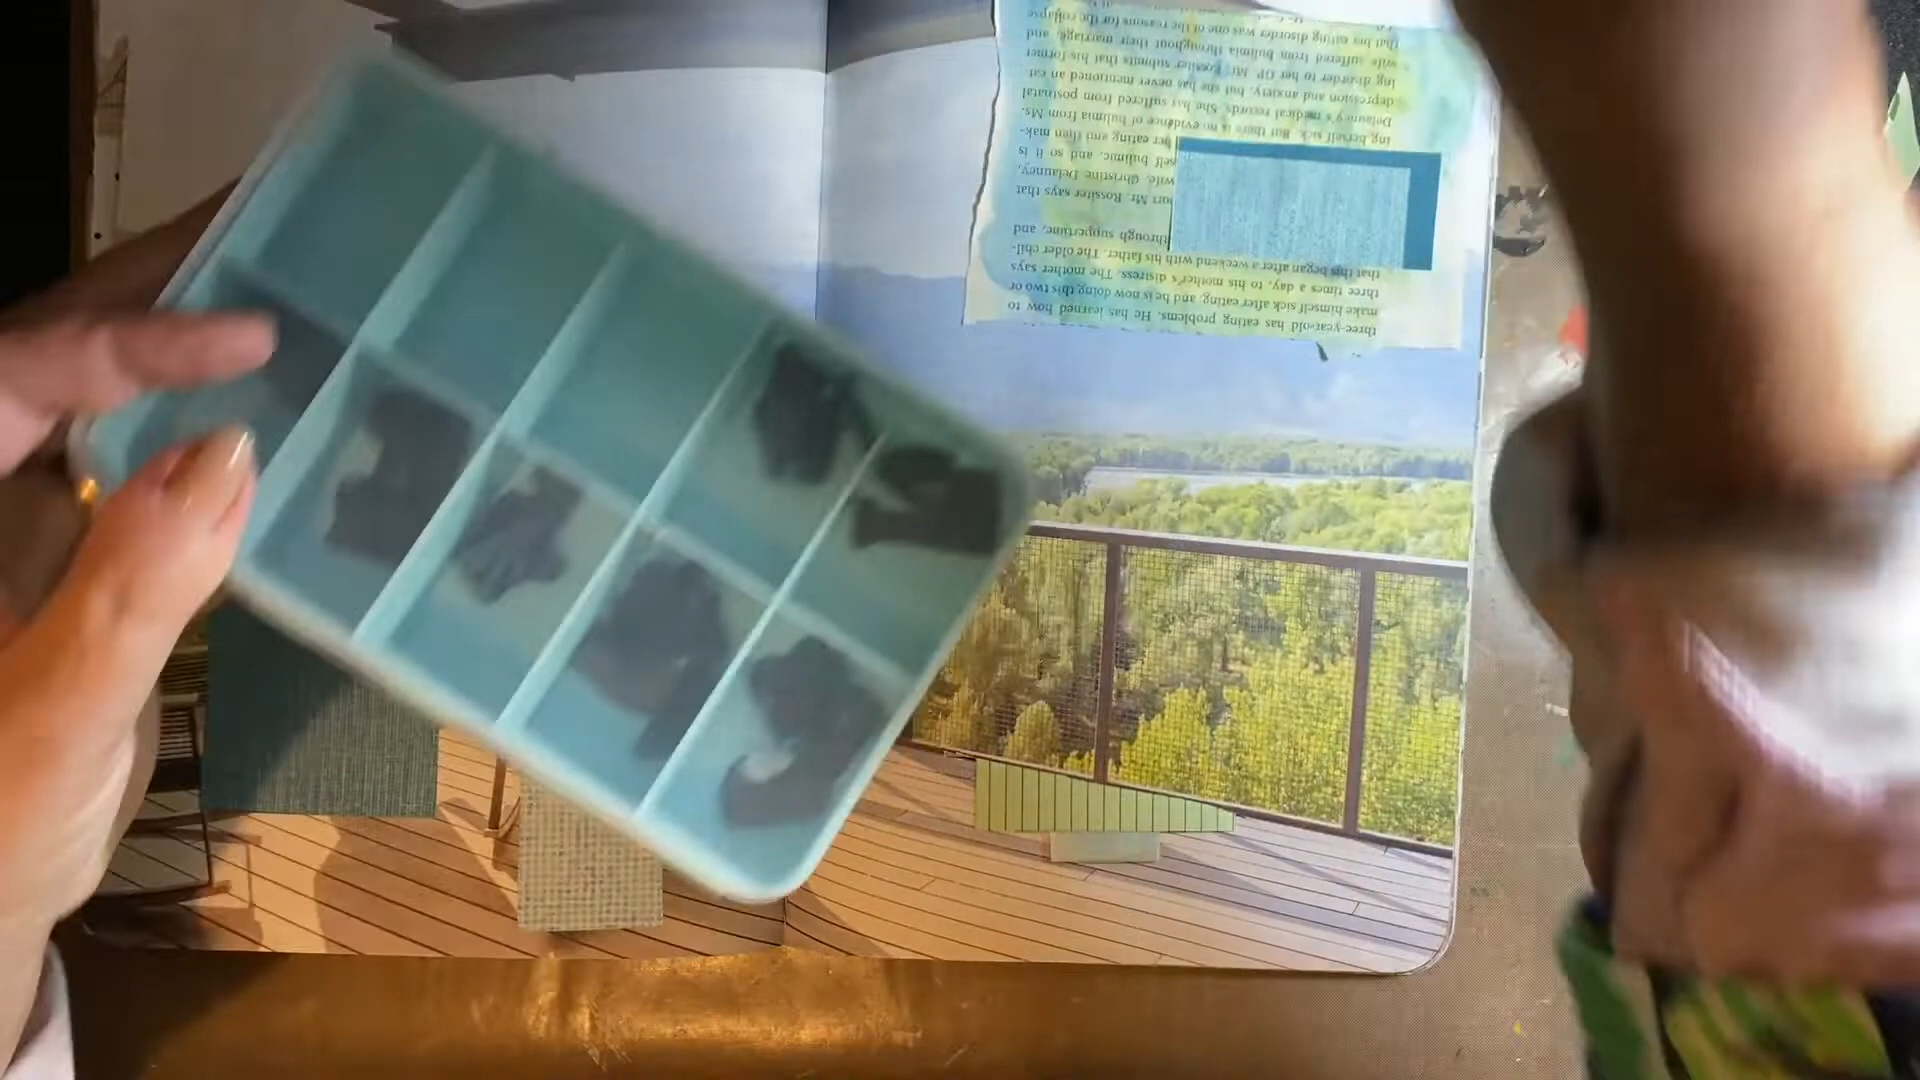 three-year-old has eating problems. He has learned how to
make himself sick after eating, and he is now doing this two or
three times a day, to his mother's distress. The mother says
that this began after a weekend with his father. The older chil-
through suppertime, and
Mr. Rossiter says that
wife, Christine Delauney,
self bulimic, and so it is
her eating and then mak-
ing herself sick. But there is no evidence of bulimia from Ms.
Delauney's medical records. She has suffered from postnatal
depression and anxiety, but she has never mentioned an eat
ing disorder to her GP. Mr. Rossiter submits that his former
wife suffered from bulimia throughout their marriage, and
that her eating disorder was one of the reasons for the collapse